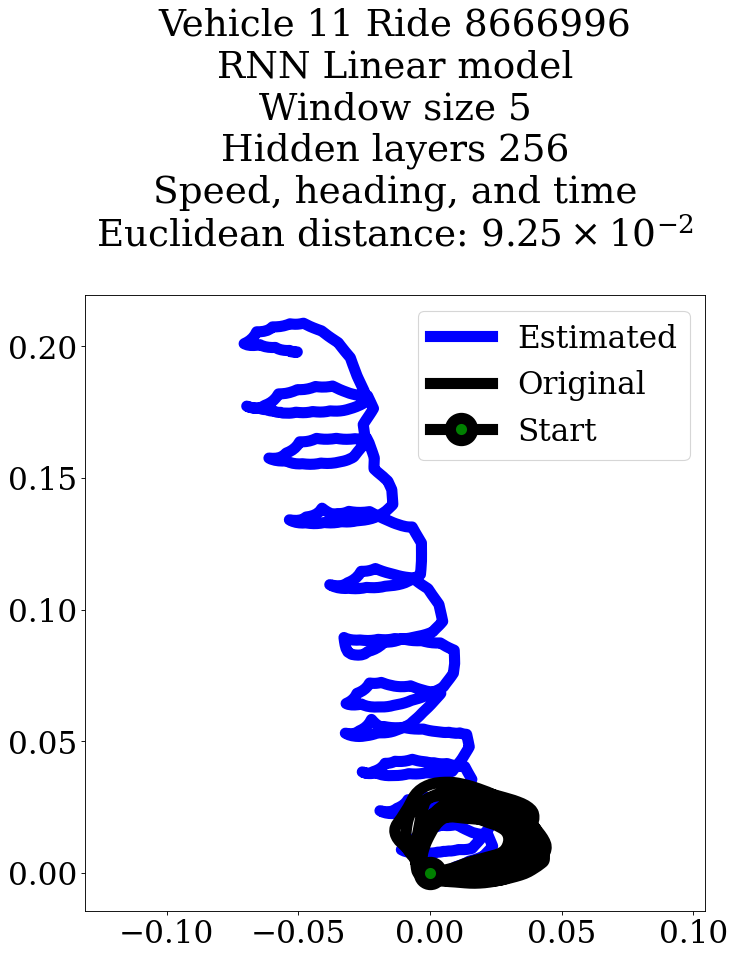 Vehicle 11 Ride 8666996
RNN Linear model
Window size 5
Hidden layers 256
Speed, heading, and time
Euclidean distance: 9.25 × 10⁻²
Estimated
Original
Start
0.20
0.15
0.10
0.05
0.00
−0.10 −0.05 0.00 0.05 0.10